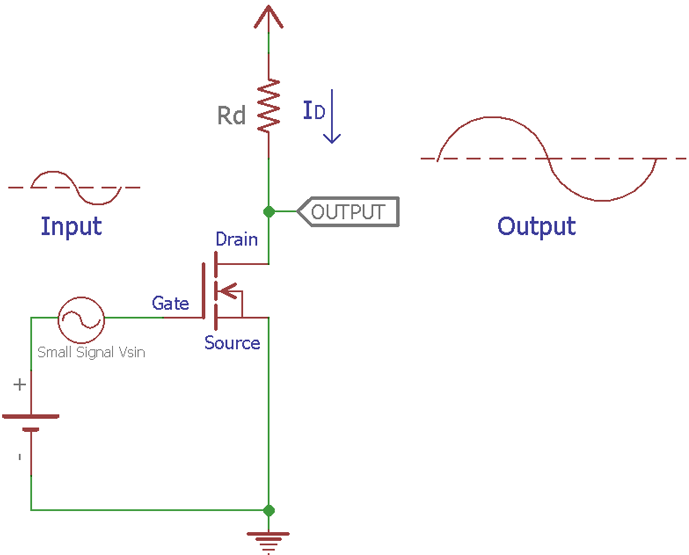 Rd
ID
OUTPUT
Input
Output
Drain
Gate
Source
Small Signal Vsin
+
-